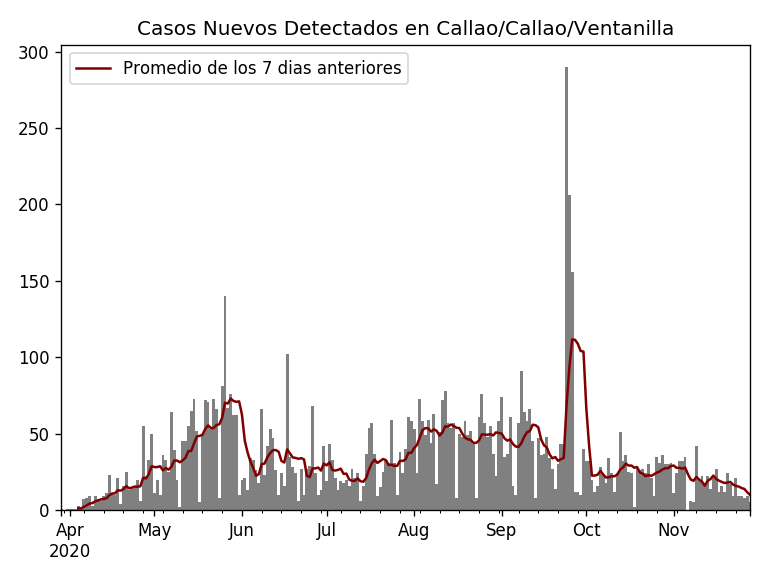 Casos Nuevos Detectados en Callao/Callao/Ventanilla
Promedio de los 7 dias anteriores
300
250
200
150
100
50
0
Apr May Jun Jul Aug Sep Oct Nov
2020